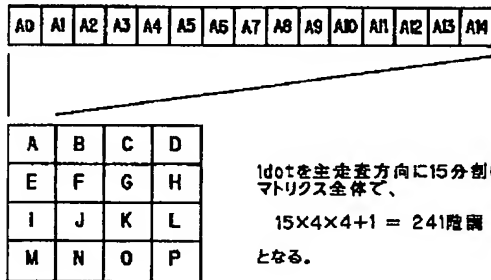 A0 A1 A2 A3 A4 A5 A6 A7 A8 A9 A10 A11 A12 A13 A14
A B C D
E F G H
I J K L
M N O P
1dotを主走査方向に15分割
マトリクス全体で、
15×4×4+1 = 241階調
となる。